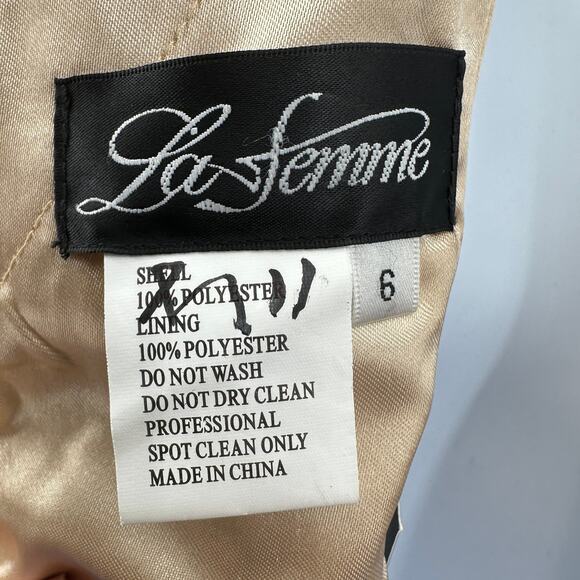 La Femme
6
SHELL
100% POLYESTER
LINING
100% POLYESTER
DO NOT WASH
DO NOT DRY CLEAN
PROFESSIONAL
SPOT CLEAN ONLY
MADE IN CHINA